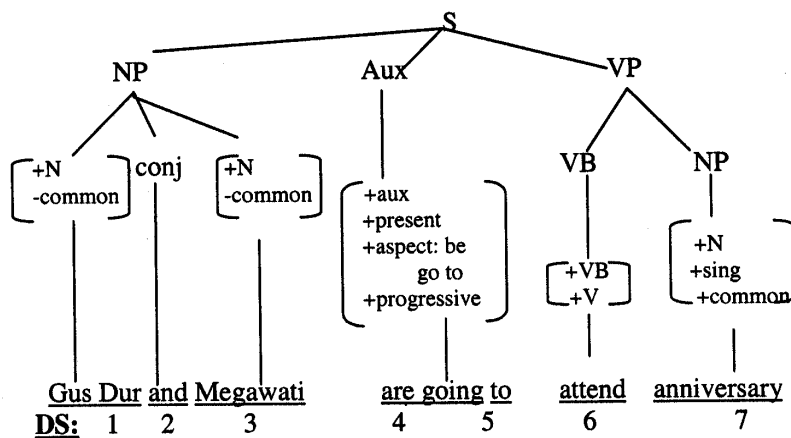 S
NP Aux VP
+N conj +N VB NP
-common -common
+aux
+present
+aspect: be
go to
+progressive
+VB
+V
+N
+sing
+common
Gus Dur and Megawati are going to attend anniversary
DS: 1 2 3 4 5 6 7